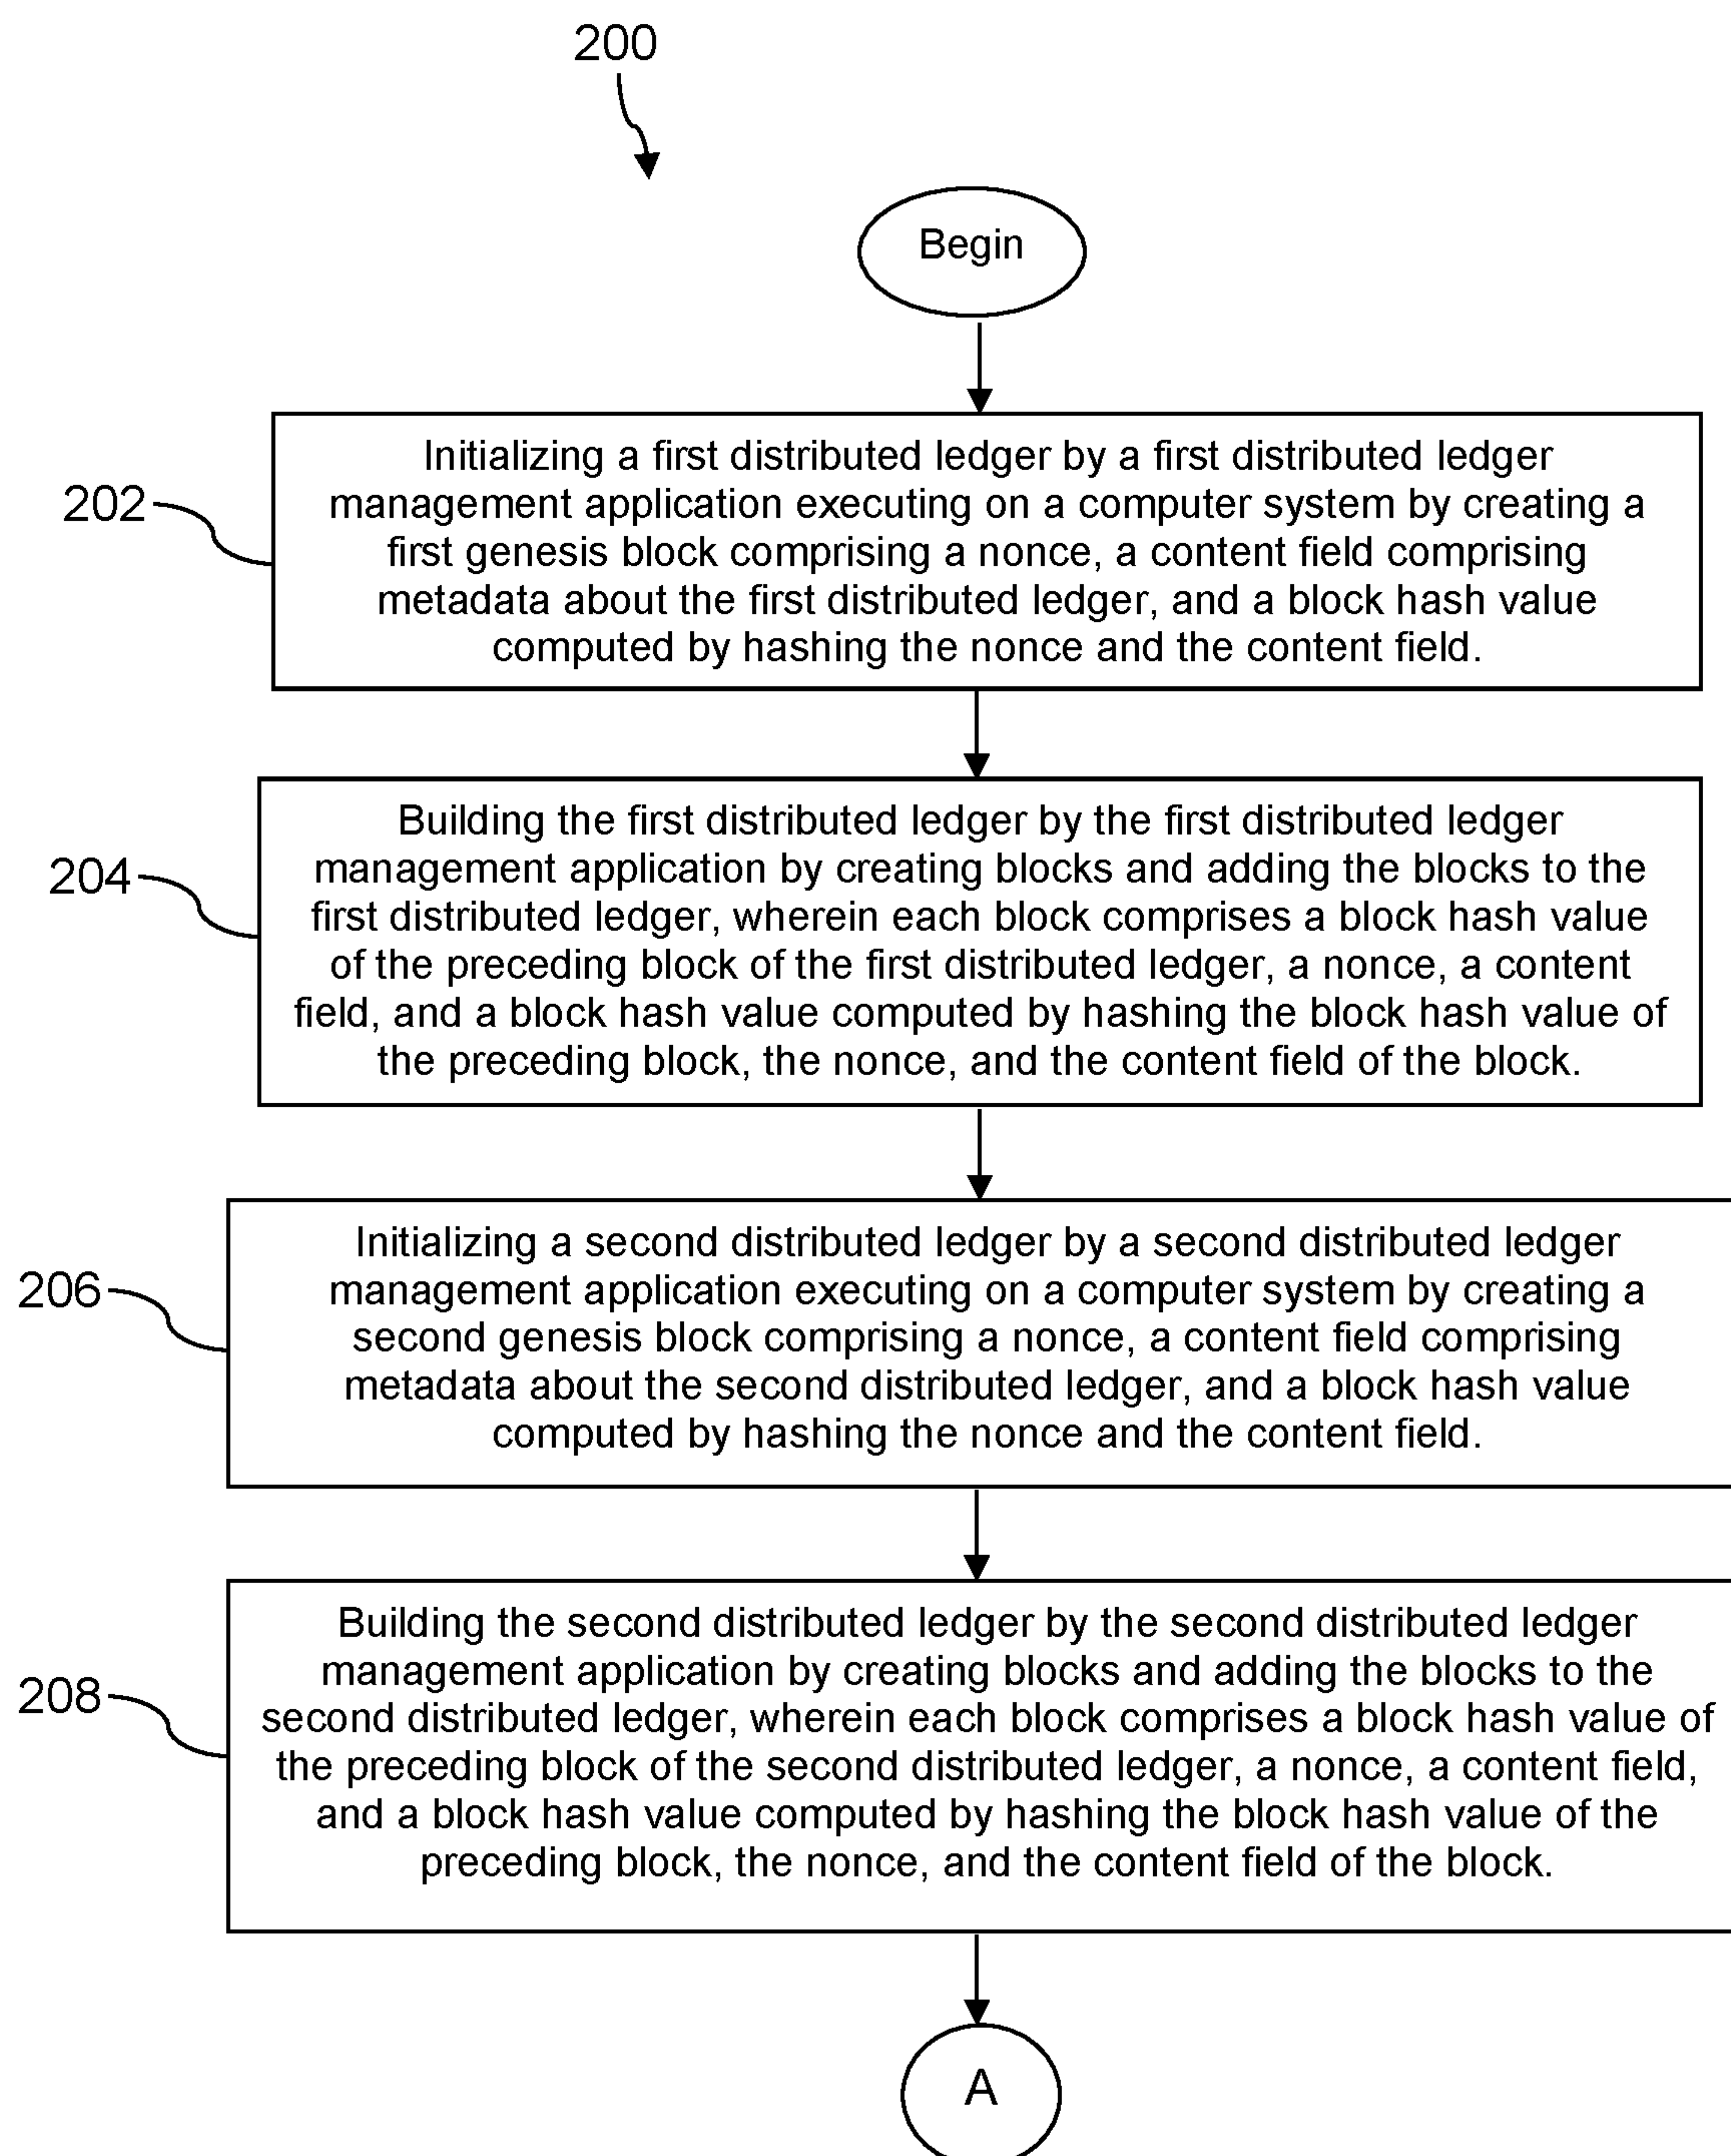 200
Begin
202
Initializing a first distributed ledger by a first distributed ledger
management application executing on a computer system by creating a
first genesis block comprising a nonce, a content field comprising
metadata about the first distributed ledger, and a block hash value
computed by hashing the nonce and the content field.
204
Building the first distributed ledger by the first distributed ledger
management application by creating blocks and adding the blocks to the
first distributed ledger, wherein each block comprises a block hash value
of the preceding block of the first distributed ledger, a nonce, a content
field, and a block hash value computed by hashing the block hash value of
the preceding block, the nonce, and the content field of the block.
206
Initializing a second distributed ledger by a second distributed ledger
management application executing on a computer system by creating a
second genesis block comprising a nonce, a content field comprising
metadata about the second distributed ledger, and a block hash value
computed by hashing the nonce and the content field.
208
Building the second distributed ledger by the second distributed ledger
management application by creating blocks and adding the blocks to the
second distributed ledger, wherein each block comprises a block hash value of
the preceding block of the second distributed ledger, a nonce, a content field,
and a block hash value computed by hashing the block hash value of the
preceding block, the nonce, and the content field of the block.
A